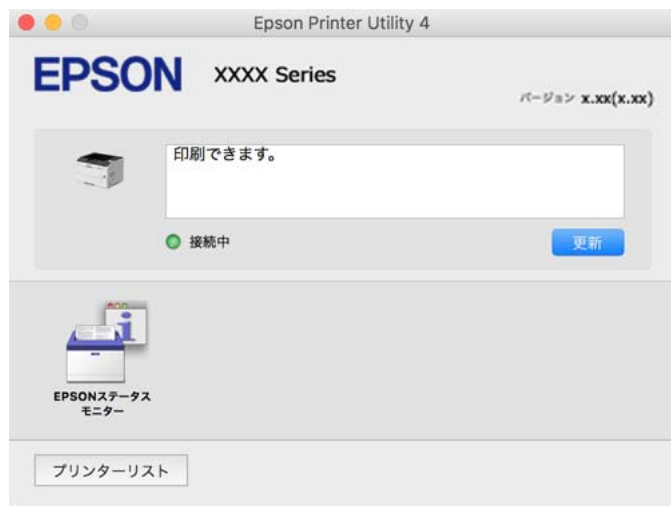 Epson Printer Utility 4
EPSON
XXXX Series
バージョン x.xx(x.xx)
印刷できます。
接続中
更新
EPSONステータス
モニター
プリンターリスト